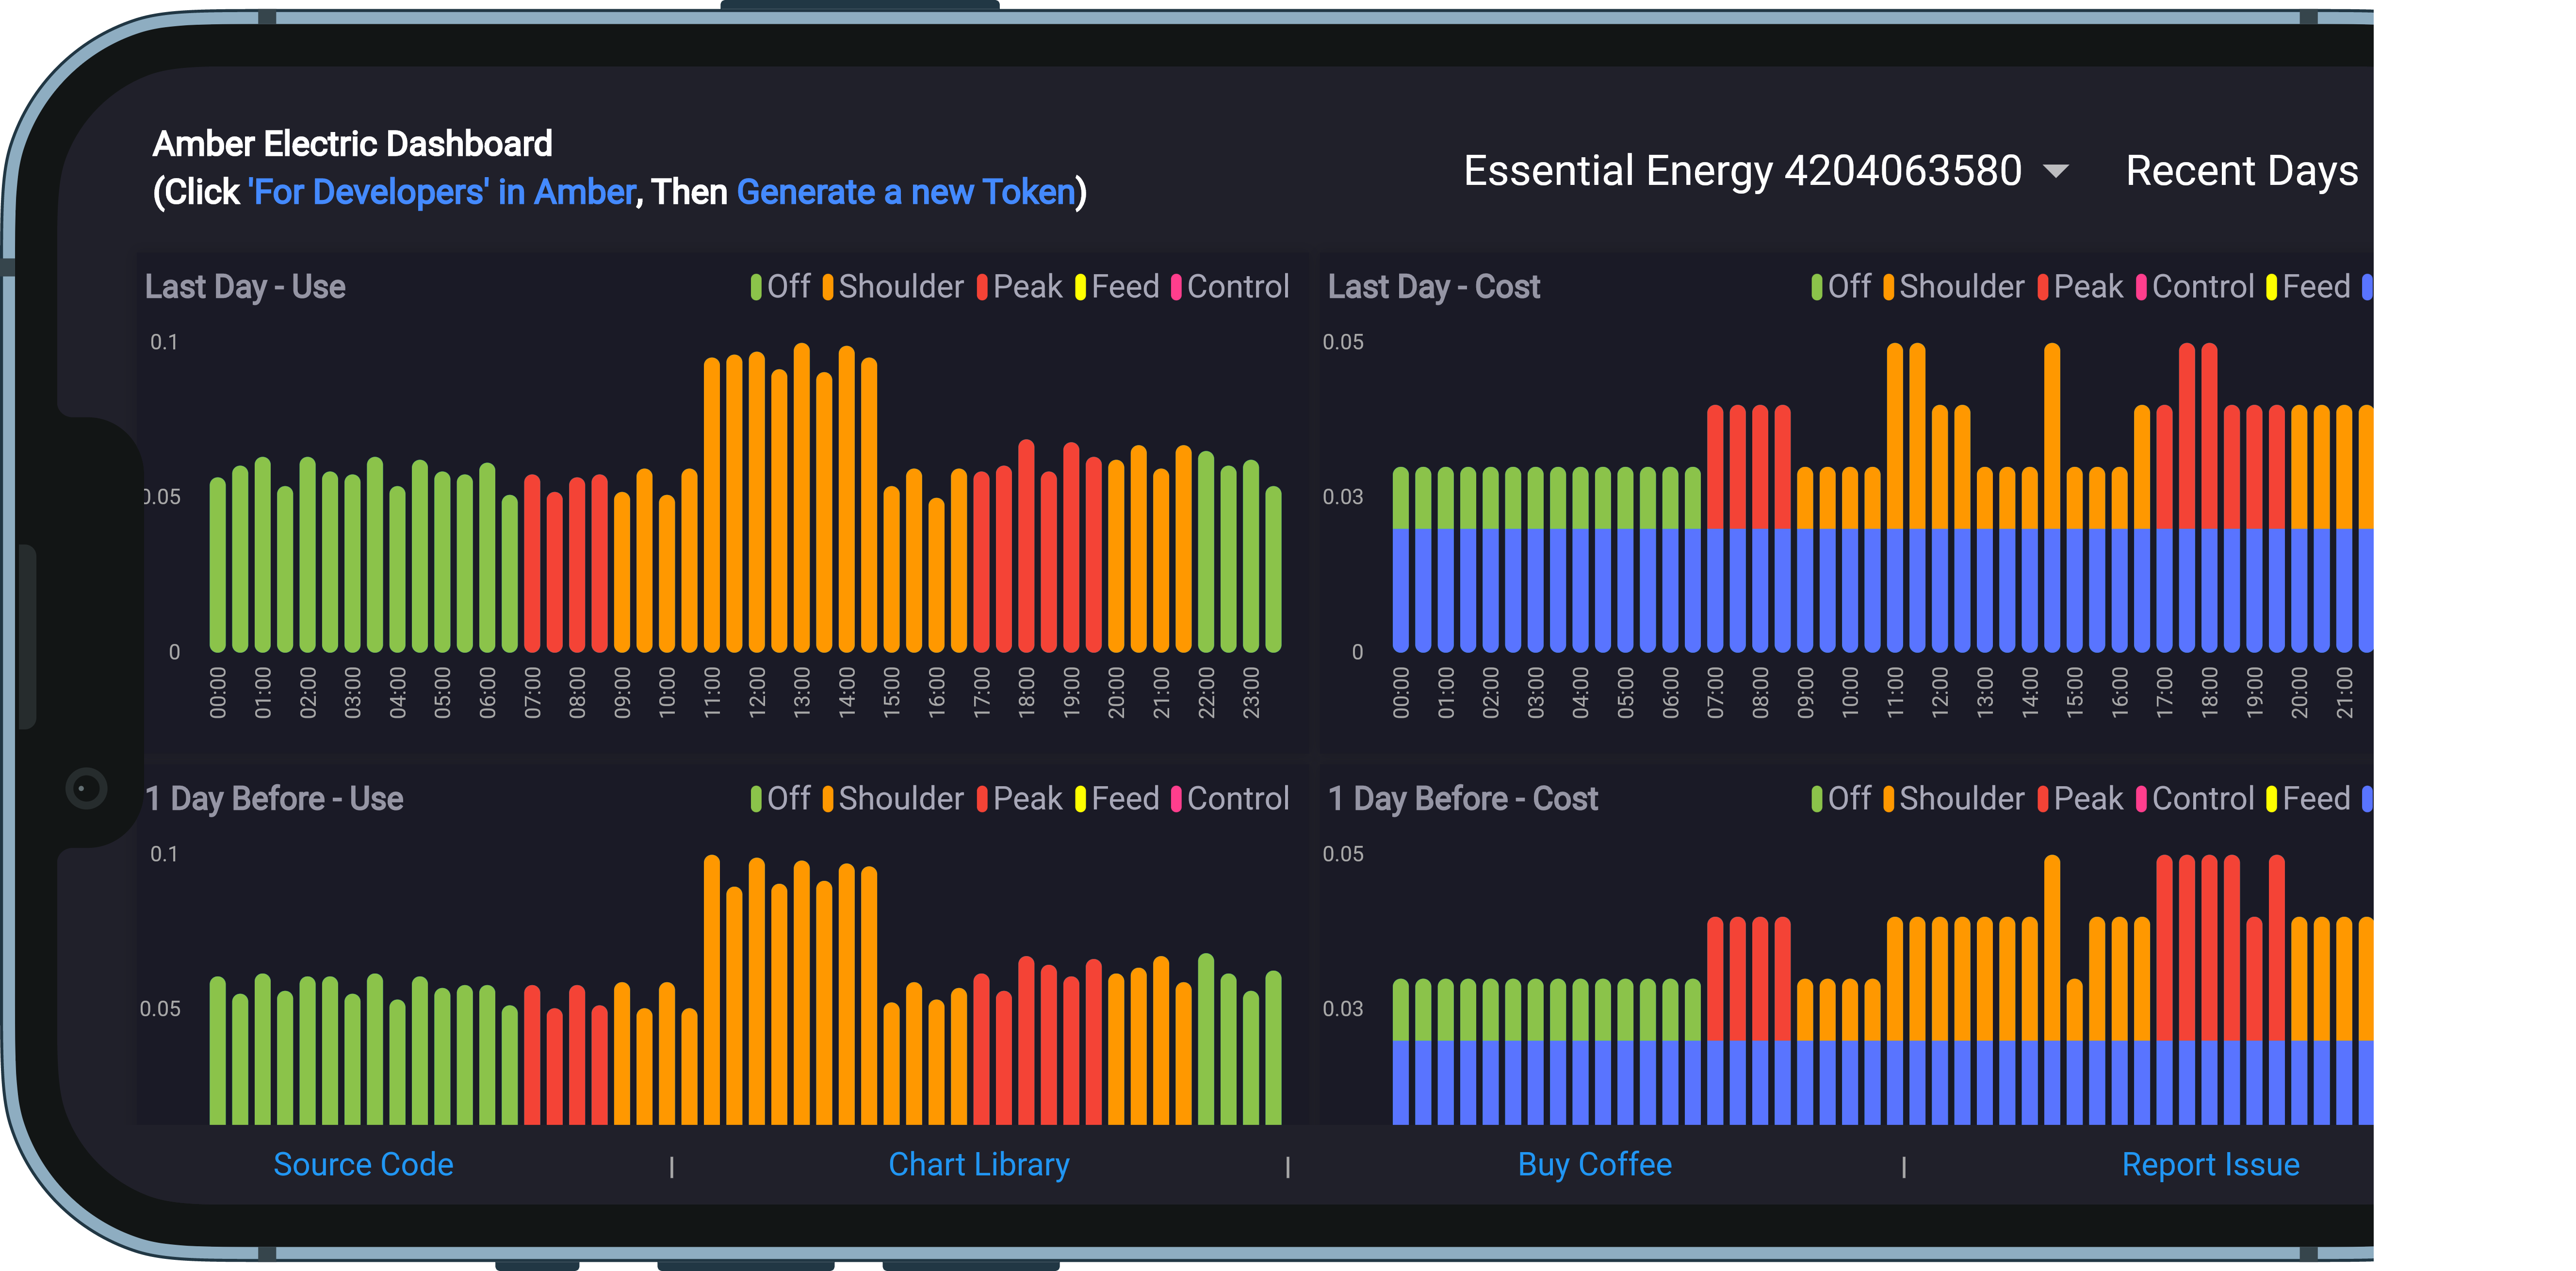 Amber Electric Dashboard
(Click 'For Developers' in Amber, Then Generate a new Token)
Essential Energy 4204063580
Recent Days
Last Day - Use
Off Shoulder Peak Feed Control
0.1
0.05
0
00:00 01:00 02:00 03:00 04:00 05:00 06:00 07:00 08:00 09:00 10:00 11:00 12:00 13:00 14:00 15:00 16:00 17:00 18:00 19:00 20:00 21:00 22:00 23:00
Last Day - Cost
Off Shoulder Peak Control Feed
0.05
0.03
0
00:00 01:00 02:00 03:00 04:00 05:00 06:00 07:00 08:00 09:00 10:00 11:00 12:00 13:00 14:00 15:00 16:00 17:00 18:00 19:00 20:00 21:00
1 Day Before - Use
Off Shoulder Peak Feed Control
0.1
0.05
1 Day Before - Cost
Off Shoulder Peak Control Feed
0.05
0.03
Source Code | Chart Library | Buy Coffee | Report Issue